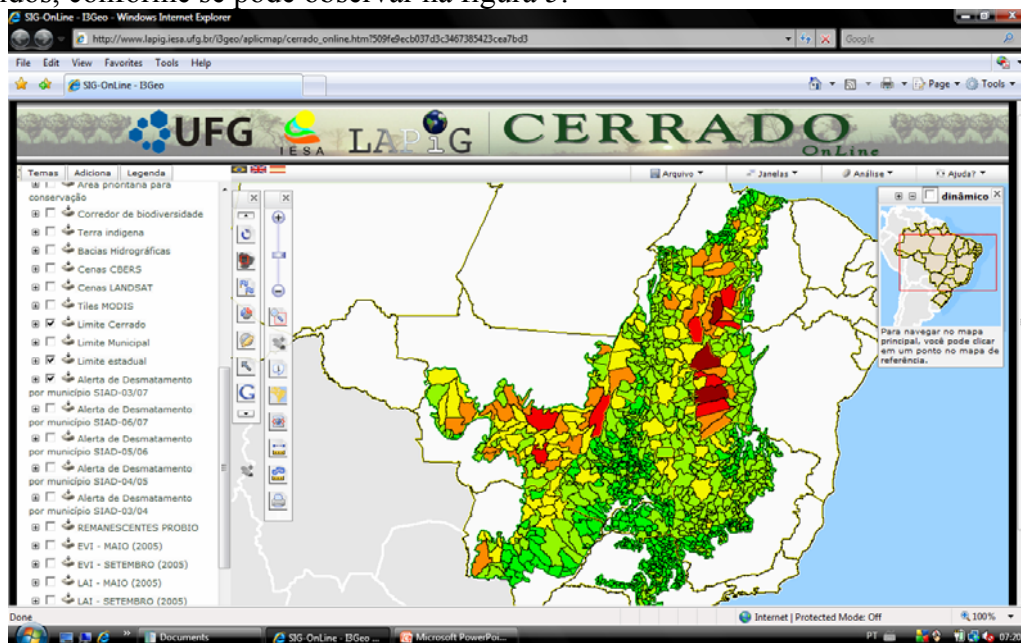 idos, conforme se pode observar na figura 5.
SIG-OnLine - I3Geo - Windows Internet Explorer
http://www.lapig.iesa.ufg.br/i3geo/aplicmap/cerrado_online.htm?509fe9ecb037d3c3467385423cea7bd3
Google
File Edit View Favorites Tools Help
SIG-OnLine - I3Geo
Page Tools
UFG IESA LAPIG CERRADO
OnLine
Temas Adiciona Legenda
Arquivo Janelas Análise Ajuda?
Área prioritária para
conservação
Corredor de biodiversidade
Terra indígena
Bacias Hidrográficas
Cenas CBERS
Cenas LANDSAT
Tiles MODIS
Limite Cerrado
Limite Municipal
Limite estadual
Alerta de Desmatamento
por município SIAD-03/07
Alerta de Desmatamento
por município SIAD-06/07
Alerta de Desmatamento
por município SIAD-05/06
Alerta de Desmatamento
por município SIAD-04/05
Alerta de Desmatamento
por município SIAD-03/04
REMANESCENTES PROBIO
EVI - MAIO (2005)
EVI - SETEMBRO (2005)
LAI - MAIO (2005)
LAI - SETEMBRO (2005)
dinâmico
Para navegar no mapa
principal, você pode clicar
em um ponto no mapa de
referência.
Done
Internet | Protected Mode: Off
100%
Documents
SIG-OnLine - I3Geo ...
Microsoft PowerPoi...
PT
07:20